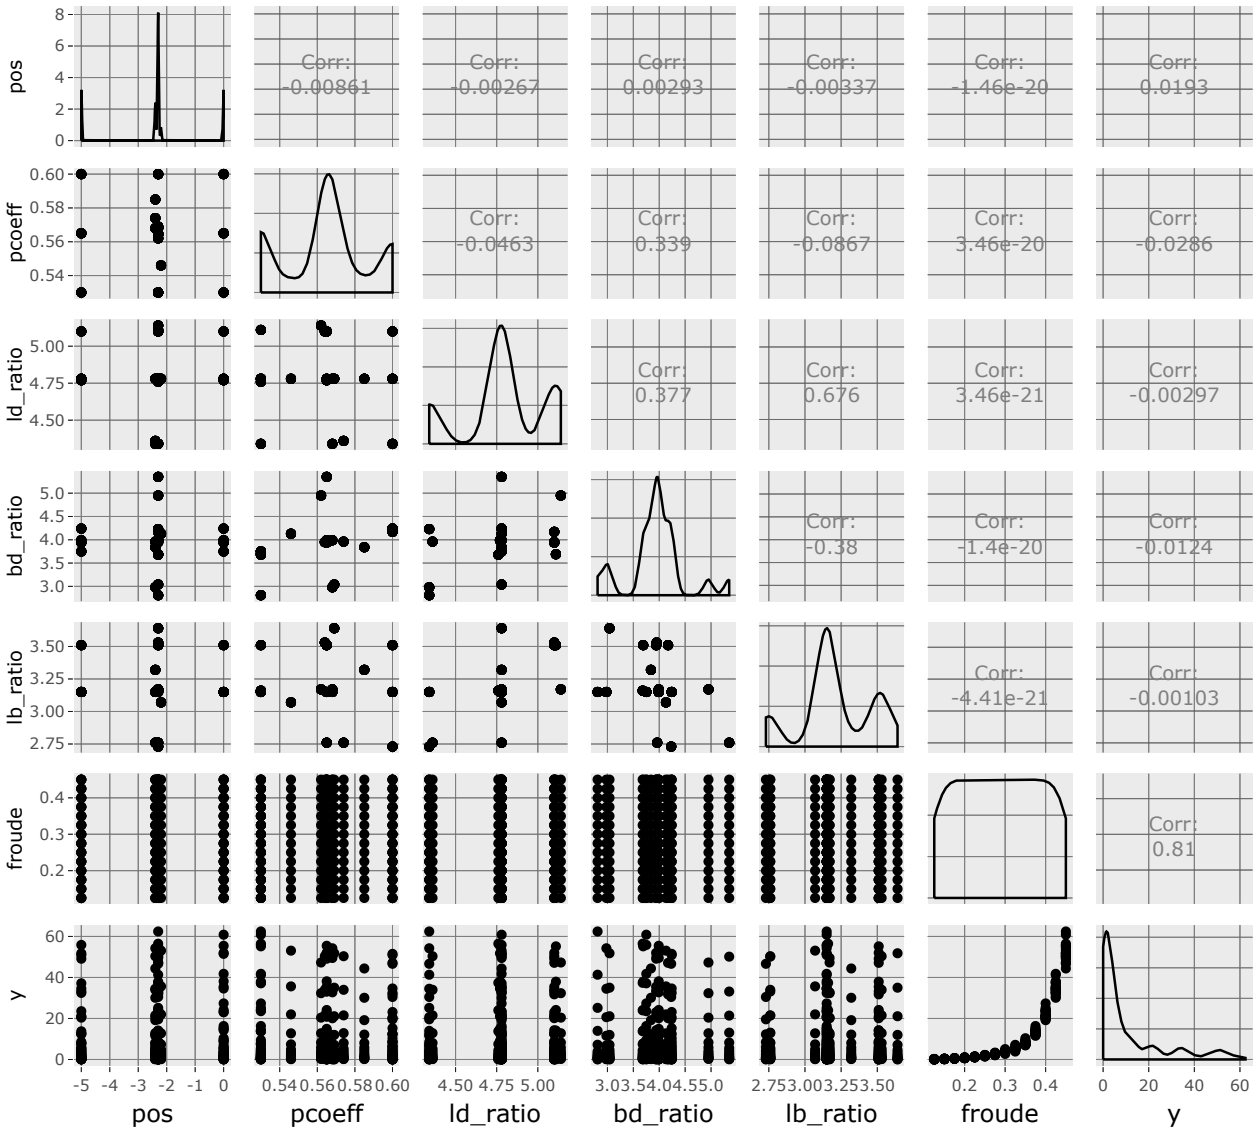 8
6
4
2
0
pos
Corr:
-0.00861
Corr:
-0.00267
Corr:
0.00293
Corr:
-0.00337
Corr:
-1.46e-20
Corr:
0.0193
0.60
0.58
0.56
0.54
pcoeff
Corr:
-0.0463
Corr:
0.339
Corr:
-0.0867
Corr:
3.46e-20
Corr:
-0.0286
5.00
4.75
4.50
ld_ratio
Corr:
0.377
Corr:
0.676
Corr:
3.46e-21
Corr:
-0.00297
5.0
4.5
4.0
3.5
3.0
bd_ratio
Corr:
-0.38
Corr:
-1.4e-20
Corr:
-0.0124
3.50
3.25
3.00
2.75
lb_ratio
Corr:
-4.41e-21
Corr:
-0.00103
0.4
0.3
0.2
froude
Corr:
0.81
60
40
20
0
y
-5 -4 -3 -2 -1 0
0.54 0.56 0.58 0.60
4.50 4.75 5.00
3.0 3.5 4.0 4.5 5.0
2.75 3.00 3.25 3.50
0.2 0.3 0.4
0 20 40 60
pos pcoeff ld_ratio bd_ratio lb_ratio froude y